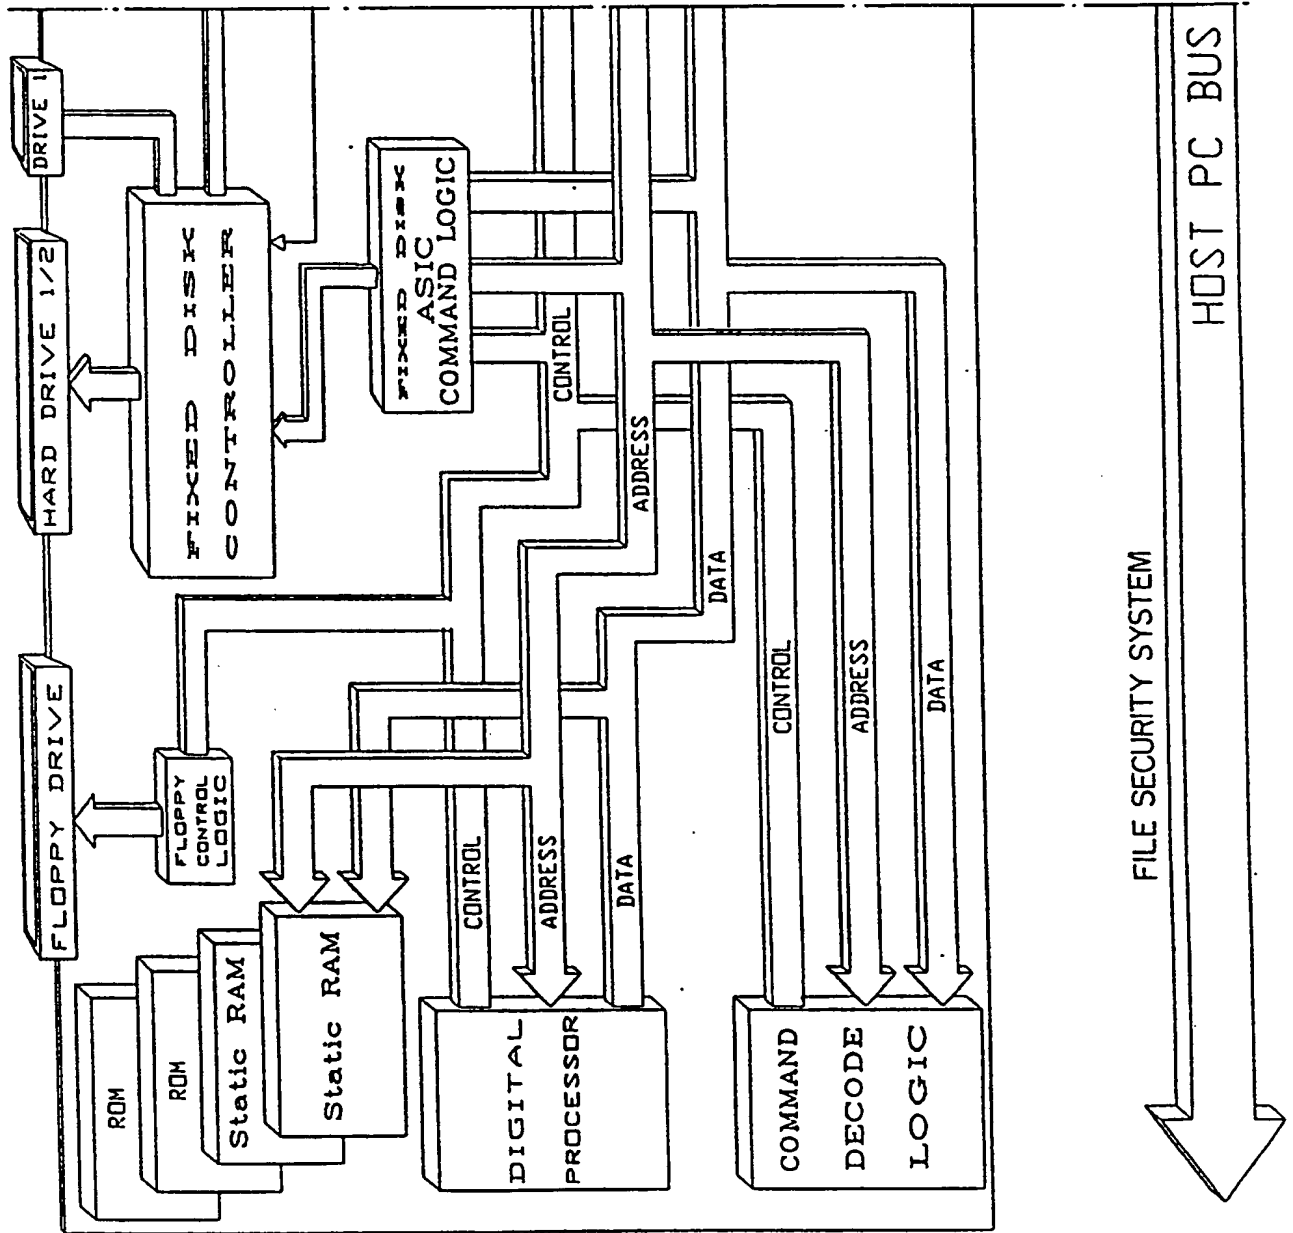 DRIVE 1
HARD DRIVE 1/2
FLOPPY DRIVE
FIXED DISK
CONTROLLER
FLOPPY
CONTROL
LOGIC
FIXED DISK
ASIC
COMMAND LOGIC
CONTROL
ADDRESS
DATA
ROM
ROM
Static RAM
Static RAM
CONTROL
ADDRESS
DATA
DIGITAL
PROCESSOR
CONTROL
ADDRESS
DATA
COMMAND
DECODE
LOGIC
FILE SECURITY SYSTEM
HOST PC BUS